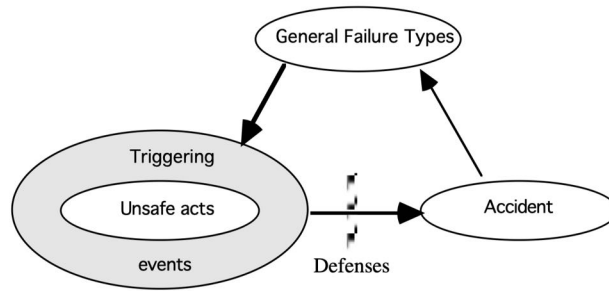 General Failure Types
Triggering
Unsafe acts
Accident
events
Defenses